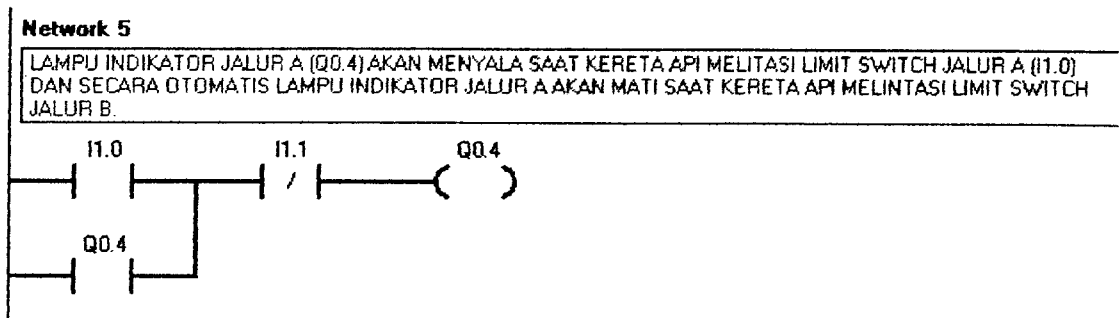 Network 5
LAMPU INDIKATOR JALUR A (Q0.4) AKAN MENYALA SAAT KERETA API MELITASI LIMIT SWITCH JALUR A (I1.0)
DAN SECARA OTOMATIS LAMPU INDIKATOR JALUR A AKAN MATI SAAT KERETA API MELINTASI LIMIT SWITCH
JALUR B.
I1.0 I1.1 Q0.4
/
Q0.4